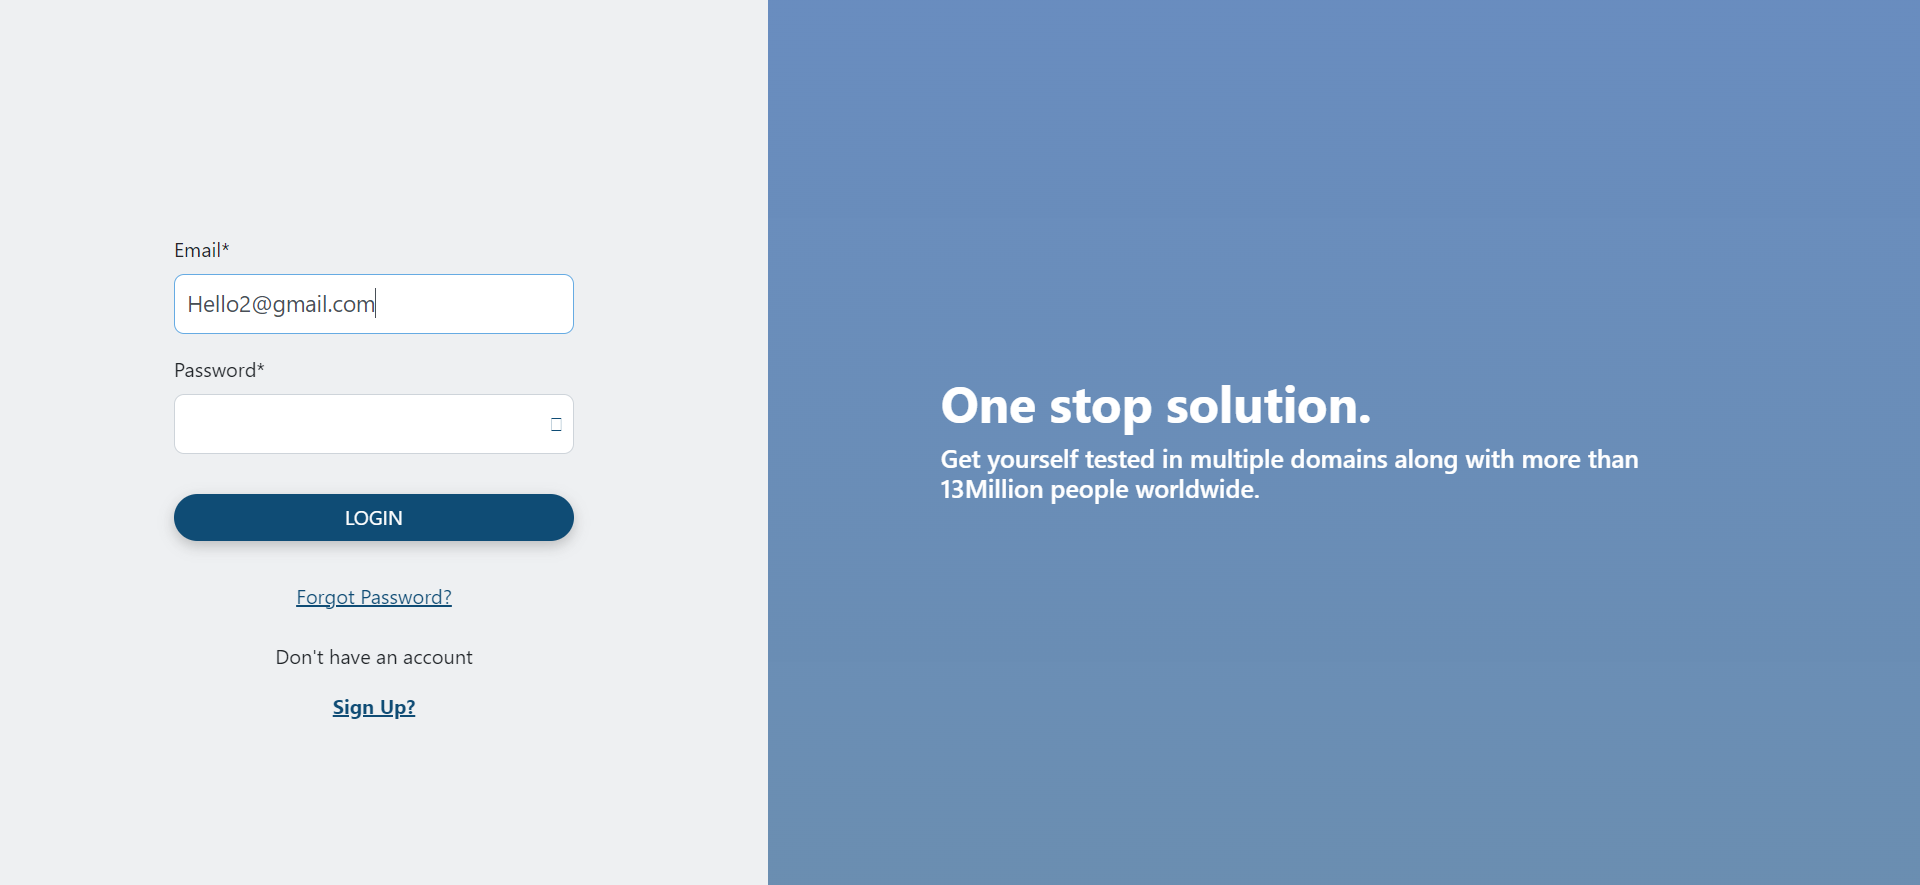 Email*
Hello2@gmail.com
Password*
LOGIN
Forgot Password?
Don't have an account
Sign Up?
One stop solution.
Get yourself tested in multiple domains along with more than
13Million people worldwide.